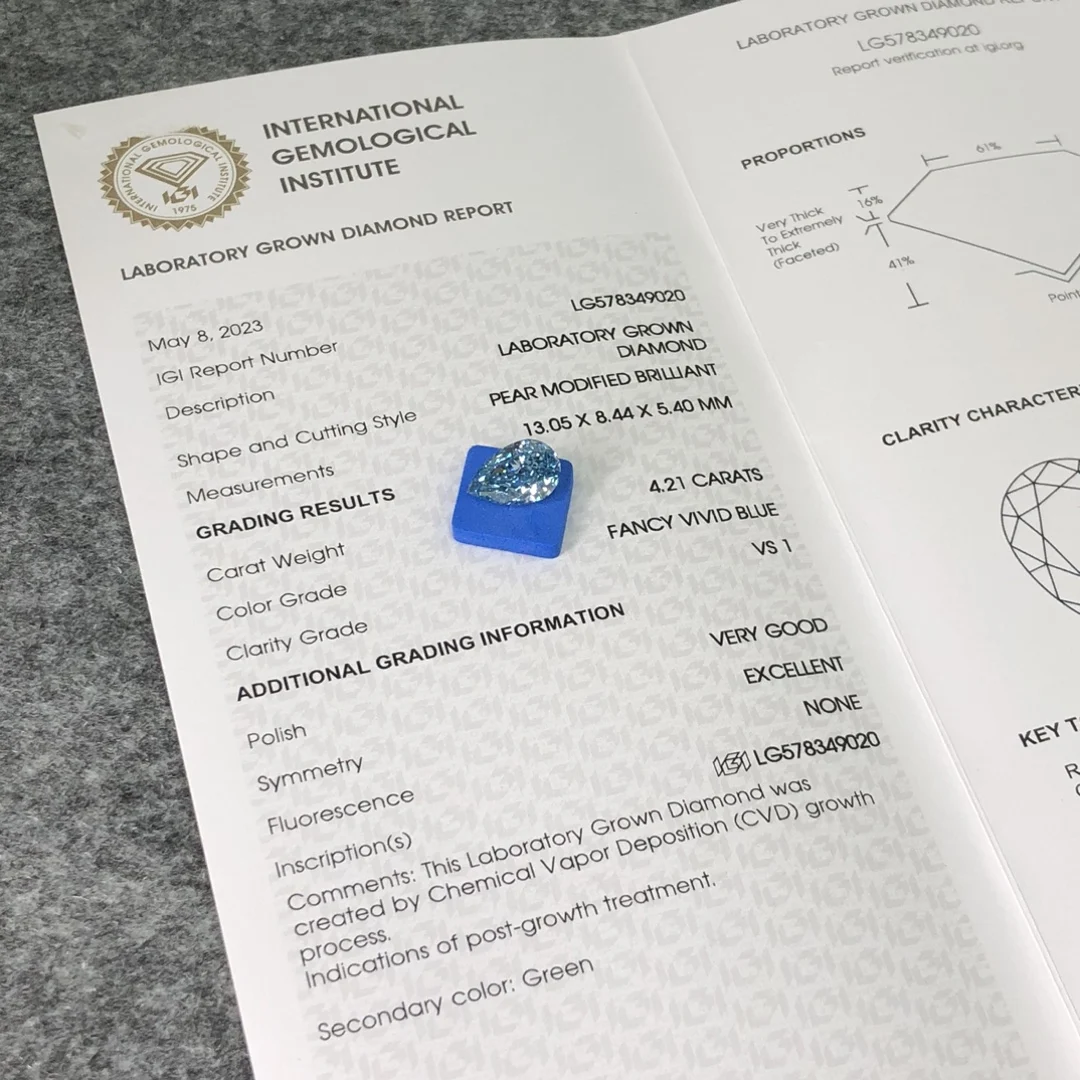 INTERNATIONAL
GEMOLOGICAL
INSTITUTE
INTERNATIONAL GEMOLOGICAL INSTITUTE
IGI
1975
LABORATORY GROWN DIAMOND REPORT
May 8, 2023
IGI Report Number LG578349020
Description LABORATORY GROWN
DIAMOND
Shape and Cutting Style PEAR MODIFIED BRILLIANT
Measurements 13.05 X 8.44 X 5.40 MM
GRADING RESULTS
Carat Weight 4.21 CARATS
Color Grade FANCY VIVID BLUE
Clarity Grade VS 1
ADDITIONAL GRADING INFORMATION
Polish VERY GOOD
Symmetry EXCELLENT
Fluorescence NONE
Inscription(s) IGI LG578349020
Comments: This Laboratory Grown Diamond was
created by Chemical Vapor Deposition (CVD) growth
process.
Indications of post-growth treatment.
Secondary color: Green
LABORATORY GROWN DIAMOND
LG578349020
Report verification at igi.org
PROPORTIONS
61%
16%
Very Thick
To Extremely
Thick
(Faceted)
41%
Point
CLARITY CHARACTER
KEY T